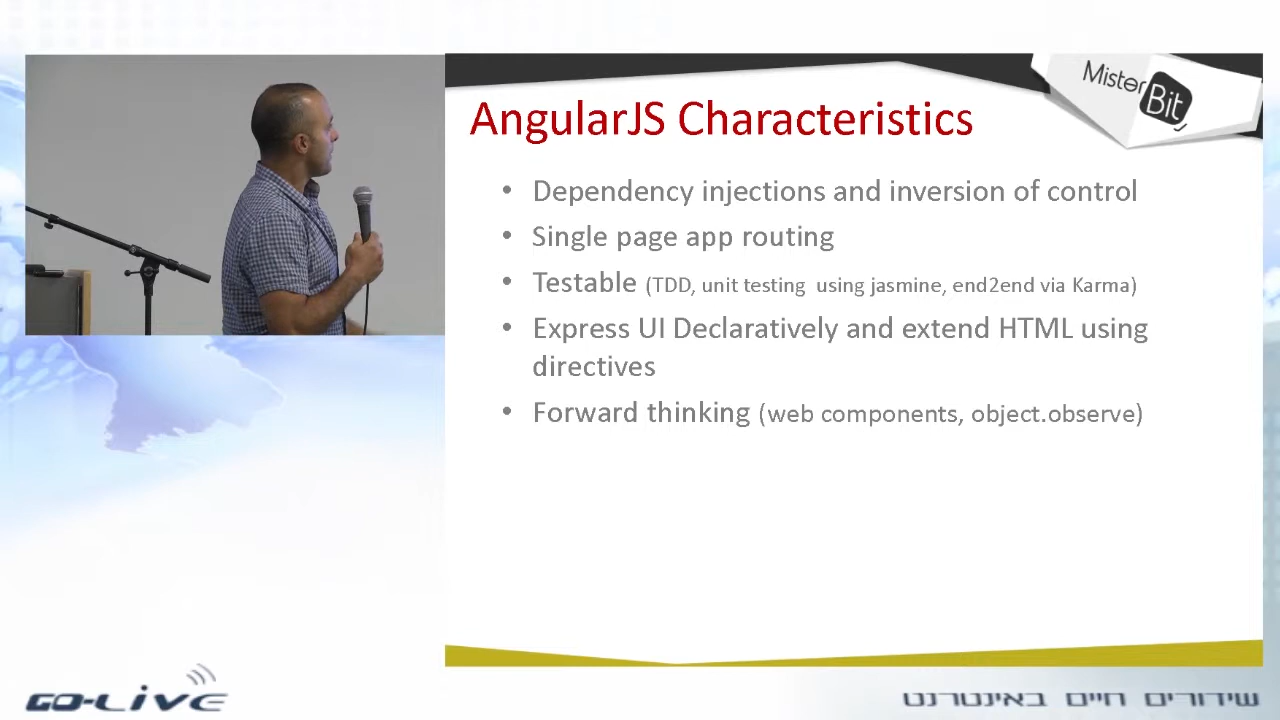 MisterBit
AngularJS Characteristics
• Dependency injections and inversion of control
• Single page app routing
• Testable (TDD, unit testing using jasmine, end2end via Karma)
• Express UI Declaratively and extend HTML using
directives
• Forward thinking (web components, object.observe)
GO-LIVE
שידורים חיים באינטרנט